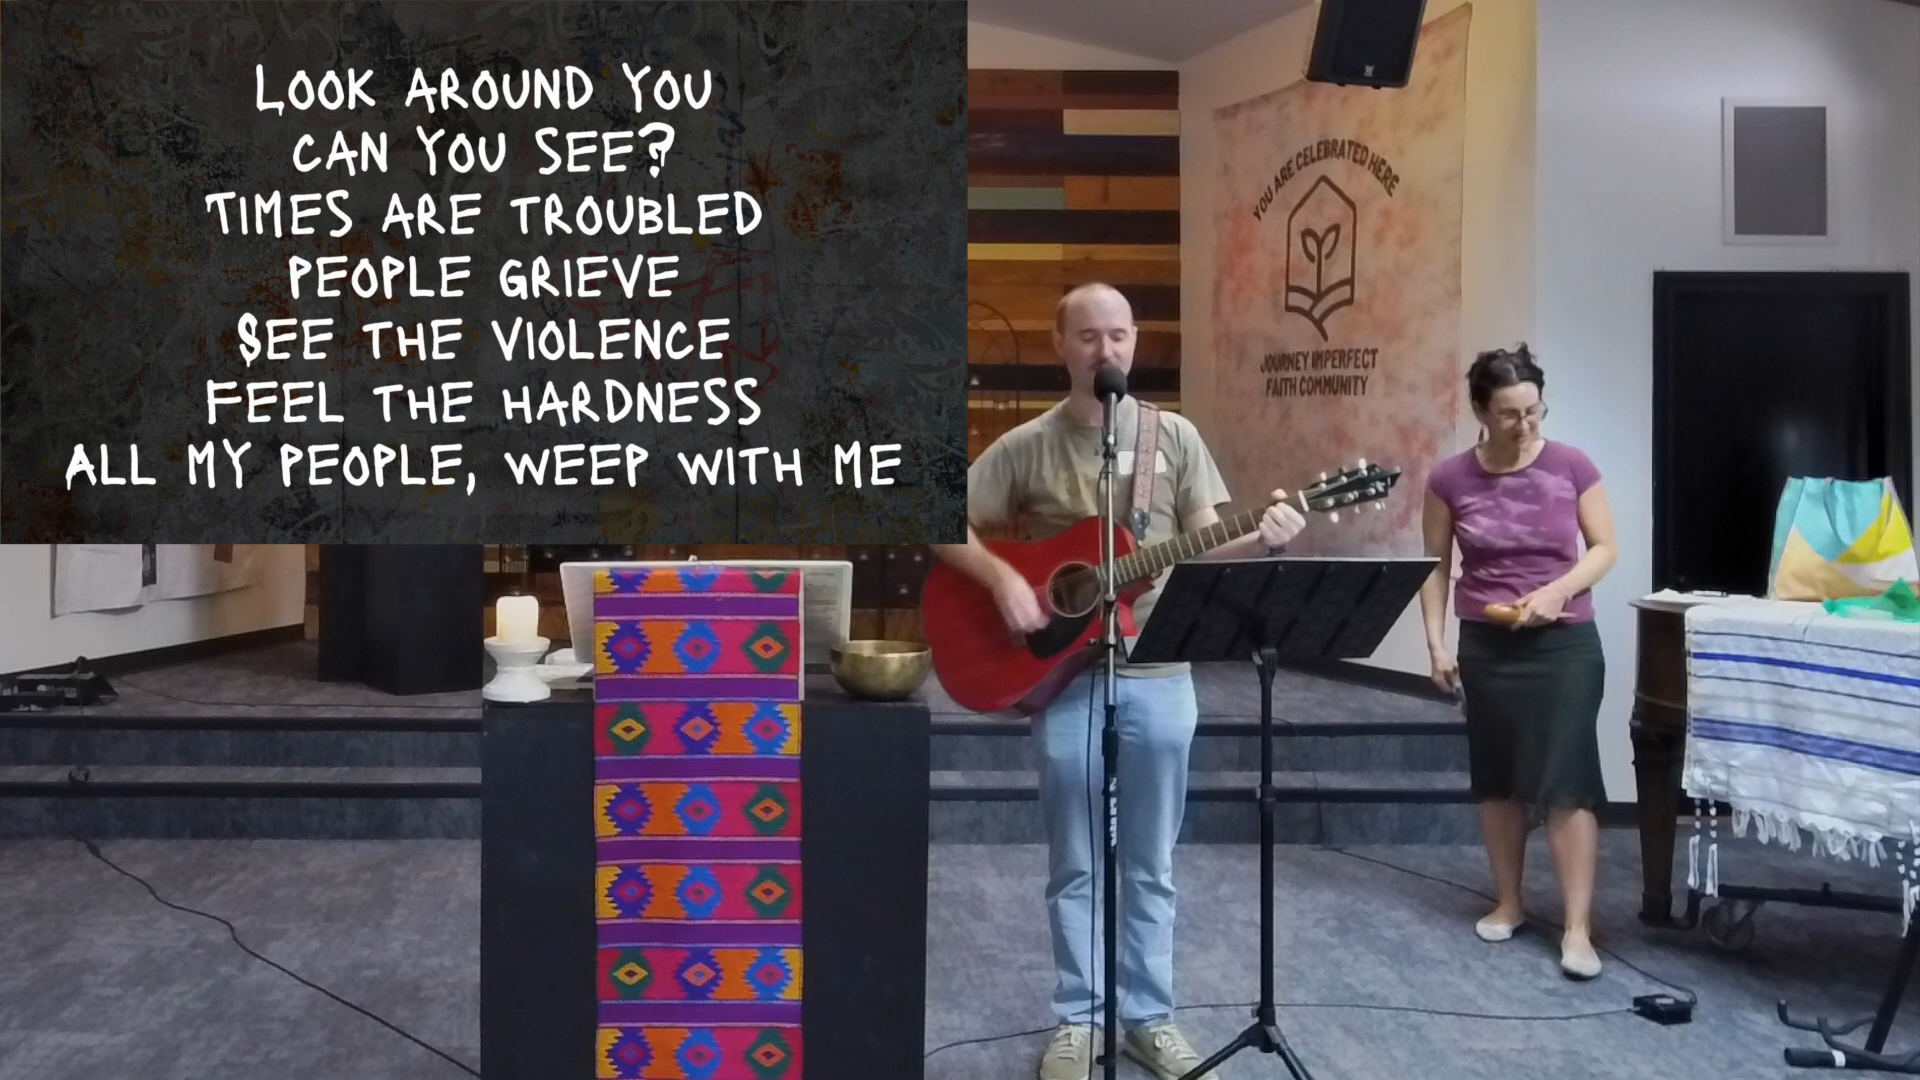 LOOK AROUND YOU
CAN YOU SEE?
TIMES ARE TROUBLED
PEOPLE GRIEVE
SEE THE VIOLENCE
FEEL THE HARDNESS
ALL MY PEOPLE, WEEP WITH ME
YOU ARE CELEBRATED HERE
JOURNEY IMPERFECT
FAITH COMMUNITY